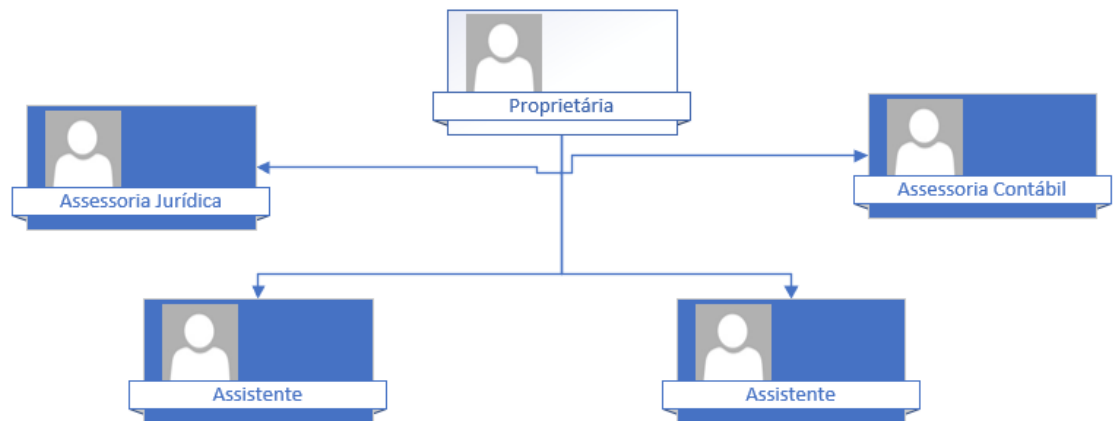 Proprietária
Assessoria Jurídica
Assessoria Contábil
Assistente
Assistente